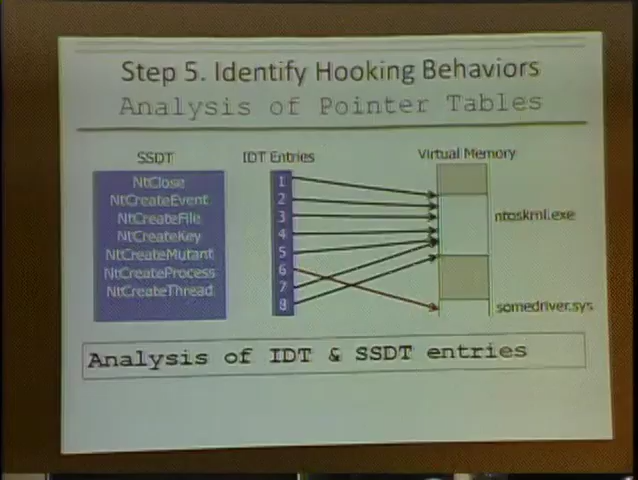 Step 5. Identify Hooking Behaviors
Analysis of Pointer Tables
SSDT
IDT Entries
Virtual Memory
NtClose
NtCreateEvent
NtCreateFile
NtCreateKey
NtCreateMutant
NtCreateProcess
NtCreateThread
1
2
3
4
5
6
7
8
ntoskrnl.exe
somedriver.sys
Analysis of IDT & SSDT entries